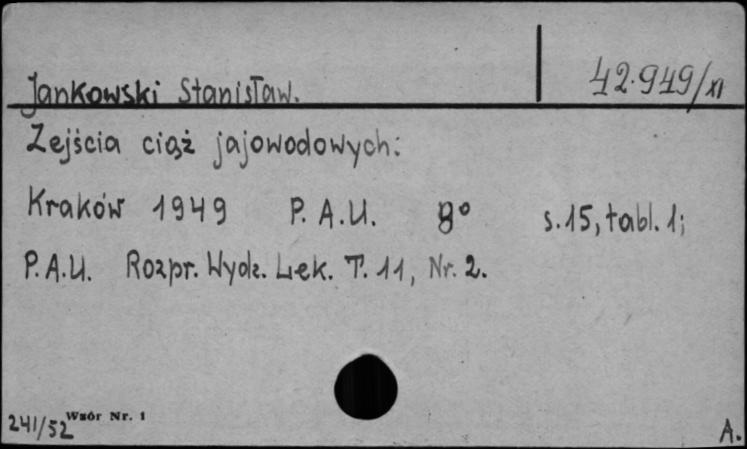 Jankowski Stanisław. 42.949/XI
Zejścia ciąż jajowodowych:
Kraków 1949 P.A.U. 8° s.15, tabl.1;
P.A.U. Rozpr. Wydz. Lek. T.11, Nr.2.
241/52 Wzór Nr. 1 A.